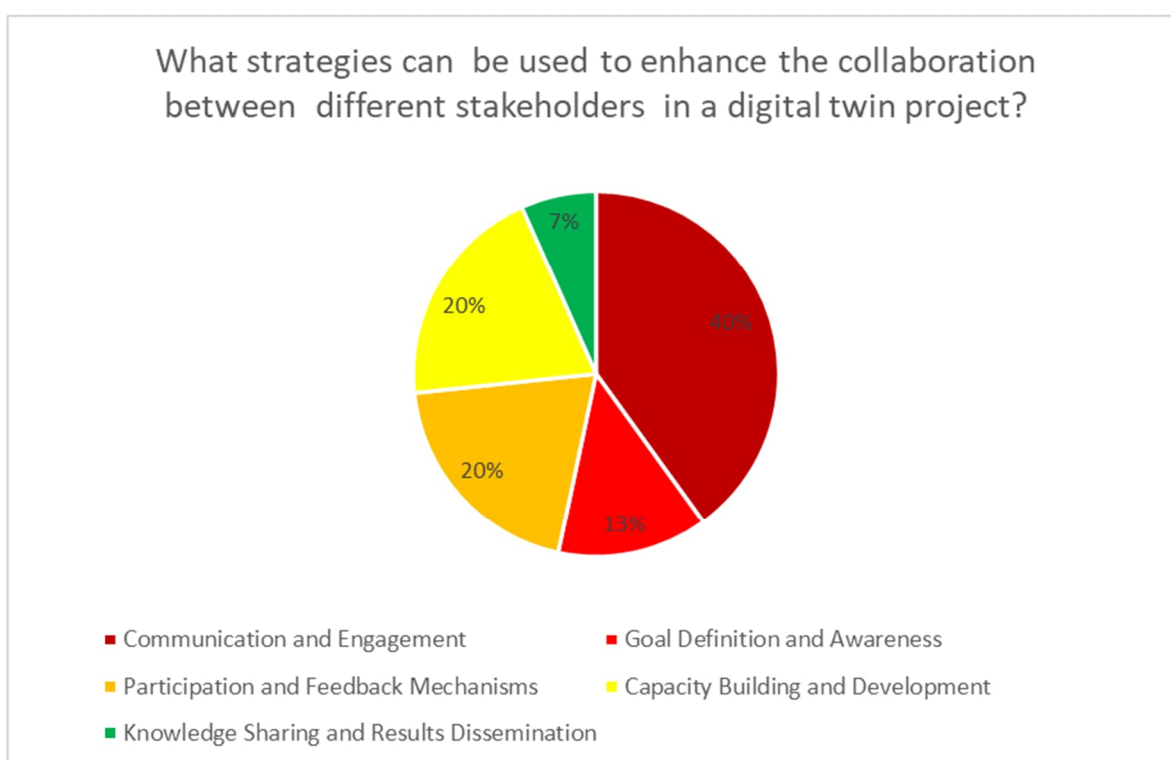 What strategies can be used to enhance the collaboration
between different stakeholders in a digital twin project?
7%
40%
20%
20%
13%
Communication and Engagement
Goal Definition and Awareness
Participation and Feedback Mechanisms
Capacity Building and Development
Knowledge Sharing and Results Dissemination